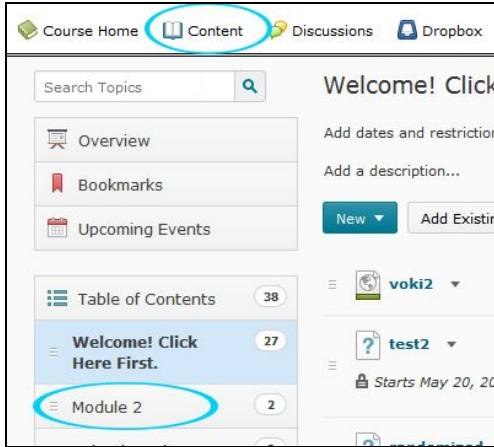 Course Home Content Discussions Dropbox
Search Topics
Welcome! Click
Overview
Add dates and restriction
Bookmarks
Add a description...
Upcoming Events
New Add Existin
Table of Contents 38
voki2
Welcome! Click 27
Here First.
test2
Starts May 20, 20
Module 2 2
randomized